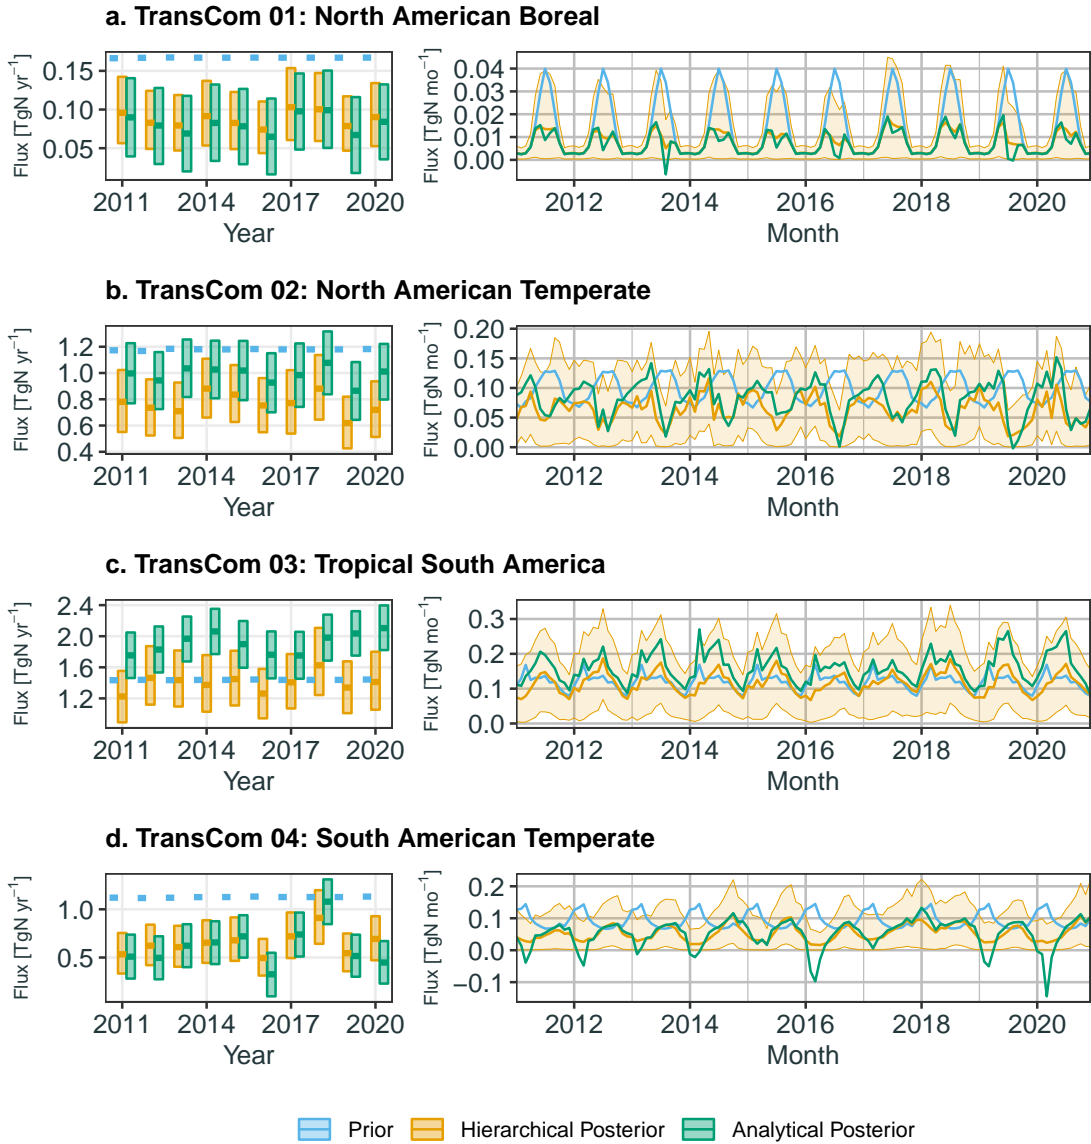 a. TransCom 01: North American Boreal
Flux [TgN yr⁻¹]
0.15
0.10
0.05
2011 2014 2017 2020
Year
Flux [TgN mo⁻¹]
0.04
0.03
0.02
0.01
0.00
2012 2014 2016 2018 2020
Month
b. TransCom 02: North American Temperate
Flux [TgN yr⁻¹]
1.2
1.0
0.8
0.6
0.4
2011 2014 2017 2020
Year
Flux [TgN mo⁻¹]
0.20
0.15
0.10
0.05
0.00
2012 2014 2016 2018 2020
Month
c. TransCom 03: Tropical South America
Flux [TgN yr⁻¹]
2.4
2.0
1.6
1.2
2011 2014 2017 2020
Year
Flux [TgN mo⁻¹]
0.3
0.2
0.1
0.0
2012 2014 2016 2018 2020
Month
d. TransCom 04: South American Temperate
Flux [TgN yr⁻¹]
1.0
0.5
2011 2014 2017 2020
Year
Flux [TgN mo⁻¹]
0.2
0.1
0.0
−0.1
2012 2014 2016 2018 2020
Month
Prior Hierarchical Posterior Analytical Posterior